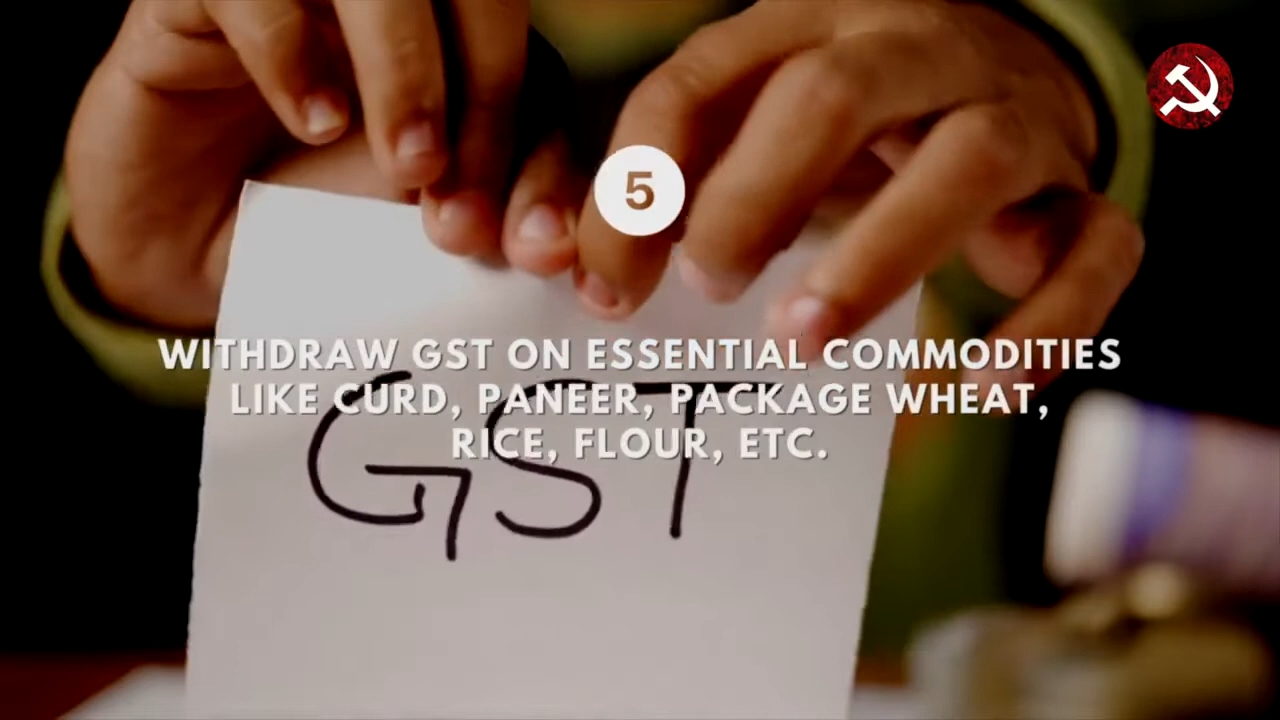 5
WITHDRAW GST ON ESSENTIAL COMMODITIES
LIKE CURD, PANEER, PACKAGE WHEAT,
RICE, FLOUR, ETC.
GST